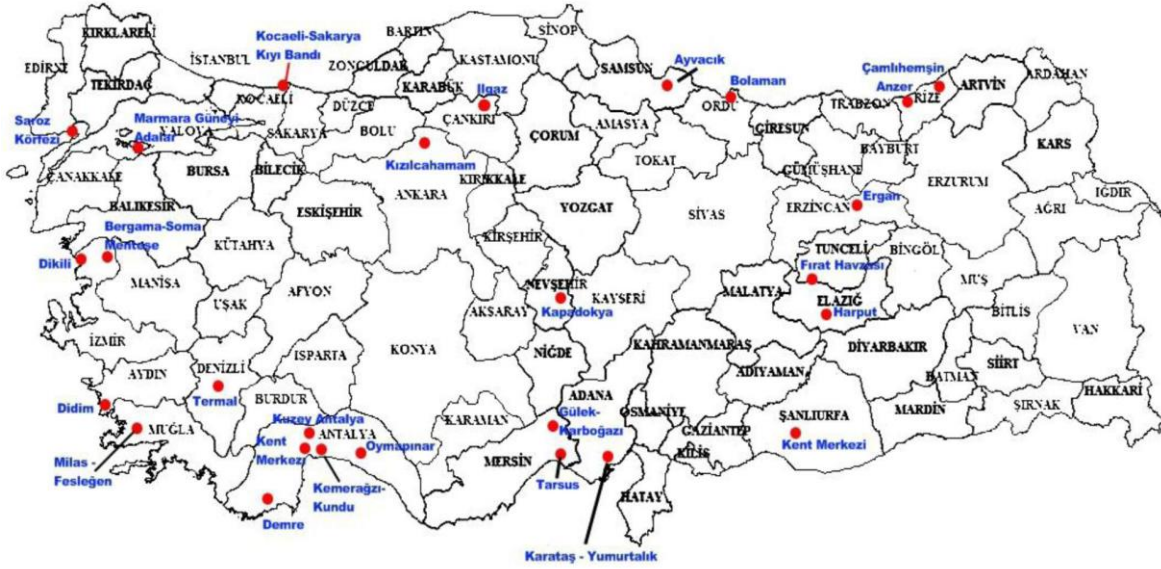 KIRKLARELİ
EDİRNE
TEKİRDAĞ
İSTANBUL
Kocaeli-Sakarya
Kıyı Bandı
KOCAELİ
YALOVA
SAKARYA
DÜZCE
ZONGULDAK
BARTIN
KARABÜK
KASTAMONU
SİNOP
SAMSUN
Ayvacık
Bolaman
ORDU
GİRESUN
TRABZON
Çamlıhemşin
Anzer
RİZE
ARTVİN
ARDAHAN
KARS
Saroz
Körfezi
Marmara Güneyi
Adalar
ÇANAKKALE
BURSA
BİLECİK
BOLU
Ilgaz
ÇANKIRI
ÇORUM
AMASYA
TOKAT
GÜMÜŞHANE
BAYBURT
ERZURUM
IĞDIR
AĞRI
Kızılcahamam
ANKARA
KIRIKKALE
YOZGAT
SİVAS
ERZİNCAN
Ergan
BALIKESİR
ESKİŞEHİR
KÜTAHYA
Bergama-Soma
Menteşe
Dikili
MANİSA
UŞAK
AFYON
KIRŞEHİR
NEVŞEHİR
Kapadokya
KAYSERİ
AKSARAY
MALATYA
TUNCELİ
Fırat Havzası
ELAZIĞ
Harput
BİNGÖL
MUŞ
BİTLİS
VAN
İZMİR
AYDIN
DENİZLİ
Termal
ISPARTA
BURDUR
KONYA
NİĞDE
KAHRAMANMARAŞ
ADIYAMAN
DİYARBAKIR
BATMAN
SİİRT
ŞIRNAK
HAKKARİ
MARDİN
ŞANLIURFA
Kent Merkezi
Didim
MUĞLA
Milas -
Fesleğen
Kuzey Antalya
ANTALYA
Kent
Merkezi
Oymapınar
Kemerağzı-
Kundu
Demre
KARAMAN
MERSİN
ADANA
Gülek-
Karboğazı
Tarsus
OSMANİYE
GAZİANTEP
KİLİS
HATAY
Karataş - Yumurtalık